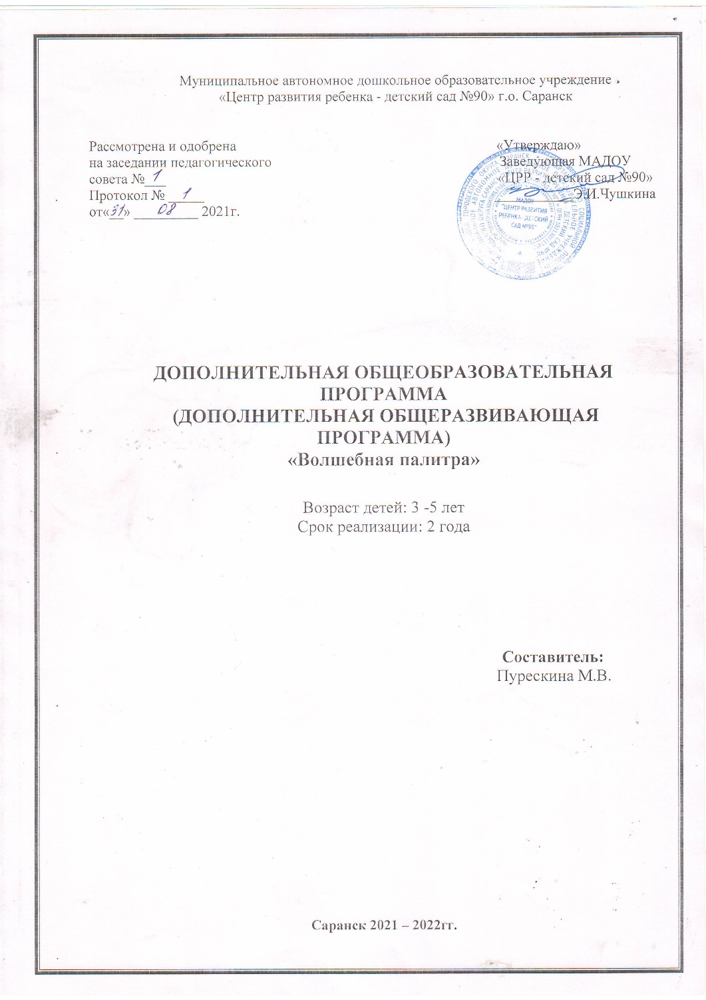 Муниципальное автономное дошкольное образовательное учреждение
«Центр развития ребенка - детский сад №90» г.о. Саранск
Рассмотрена и одобрена
на заседании педагогического
совета № 1
Протокол № 1
от«31» 08 2021г.
«Утверждаю»
Заведующая МАДОУ
«ЦРР - детский сад №90»
Э.И.Чушкина
МАДОУ
"ЦЕНТР РАЗВИТИЯ
РЕБЕНКА -ДЕТСКИЙ
САД №90"
ДОПОЛНИТЕЛЬНАЯ ОБЩЕОБРАЗОВАТЕЛЬНАЯ
ПРОГРАММА
(ДОПОЛНИТЕЛЬНАЯ ОБЩЕРАЗВИВАЮЩАЯ
ПРОГРАММА)
«Волшебная палитра»
Возраст детей: 3 -5 лет
Срок реализации: 2 года
Составитель:
Пурескина М.В.
Саранск 2021 – 2022гг.